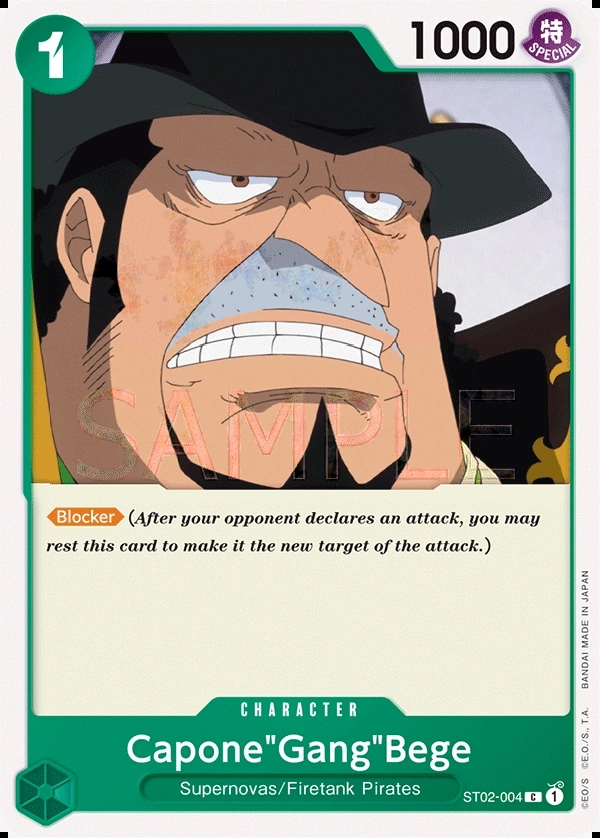 1
1000
特
SPECIAL
SAMPLE
Blocker (After your opponent declares an attack, you may
rest this card to make it the new target of the attack.)
CHARACTER
Capone"Gang"Bege
Supernovas/Firetank Pirates
ST02-004 C 1
©EO/S ©E.O./S., T.A. BANDAI MADE IN JAPAN